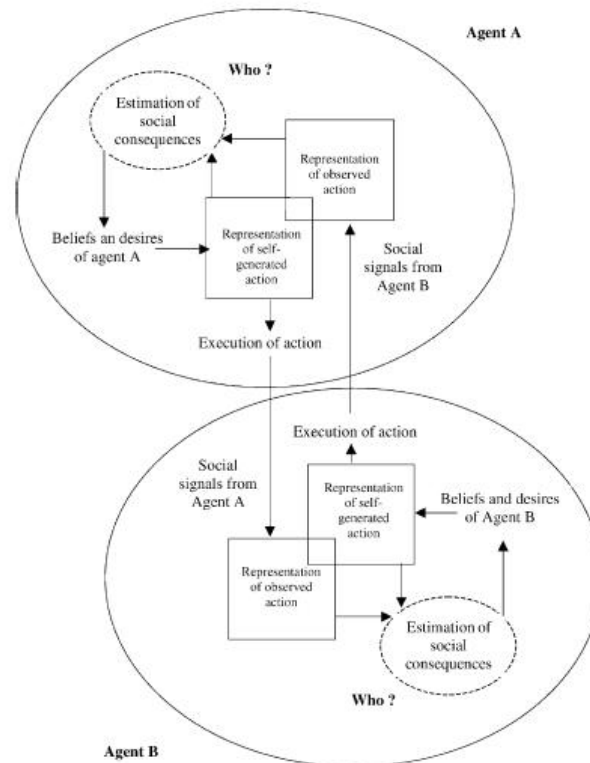 Agent A
Who ?
Estimation of
social
consequences
Representation
of observed
action
Beliefs an desires
of agent A
Representation
of self-
generated
action
Social
signals from
Agent B
Execution of action
Execution of action
Social
signals from
Agent A
Representation
of self-
generated
action
Beliefs and desires
of Agent B
Representation
of observed
action
Estimation of
social
consequences
Who ?
Agent B